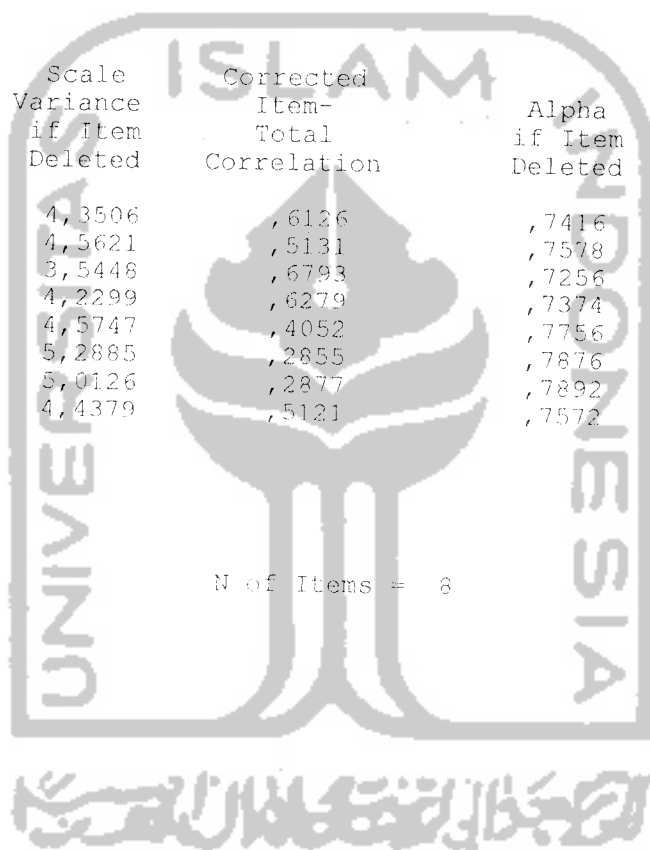 ISLAM
UNIVERSITAS
INDONESIA
Scale Corrected
Variance Item- Alpha
if Item Total if Item
Deleted Correlation Deleted
4,3506 ,6126 ,7416
4,5621 ,5131 ,7578
3,5448 ,6793 ,7256
4,2299 ,6279 ,7374
4,5747 ,4052 ,7756
5,2885 ,2855 ,7876
5,0126 ,2877 ,7892
4,4379 ,5121 ,7572
N of Items = 8